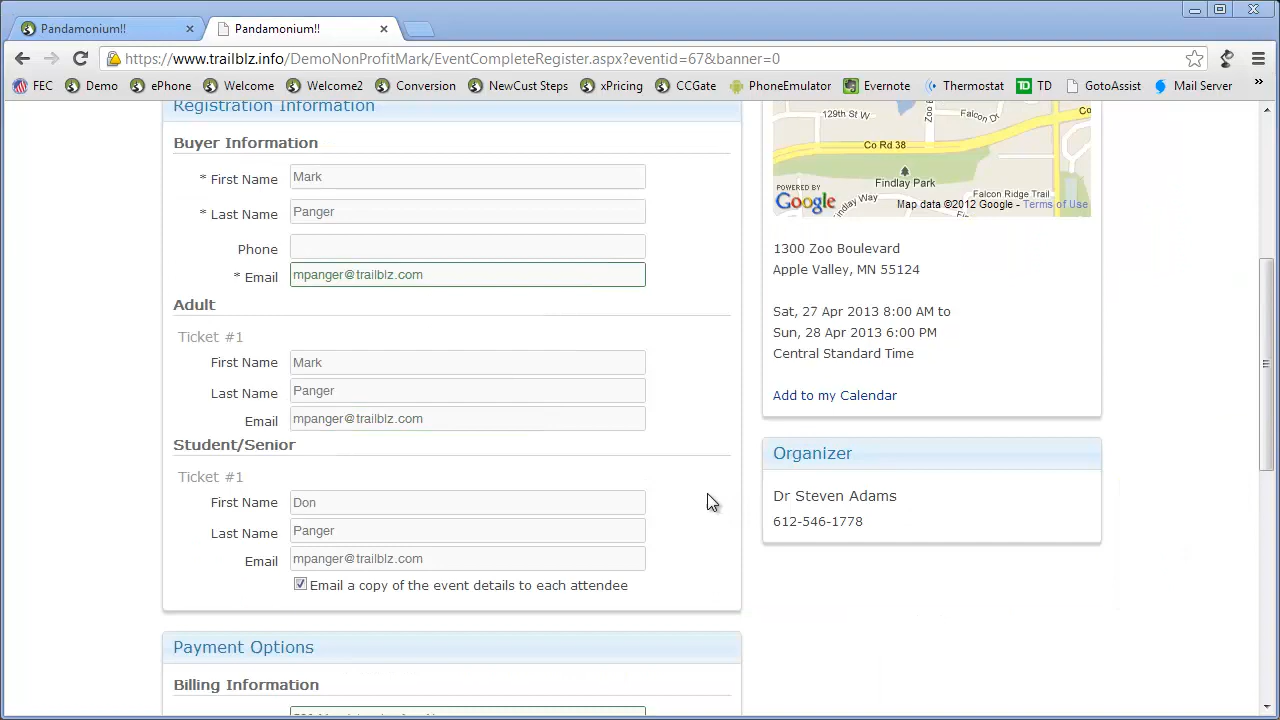 Pandamonium!!
Pandamonium!!
https://www.trailblz.info/DemoNonProfitMark/EventCompleteRegister.aspx?eventid=67&banner=0
FEC Demo ePhone Welcome Welcome2 Conversion NewCust Steps xPricing CCGate PhoneEmulator Evernote Thermostat TD GotoAssist Mail Server »
Registration Information
Buyer Information
* First Name Mark
* Last Name Panger
Phone
* Email mpanger@trailblz.com
Adult
Ticket #1
First Name Mark
Last Name Panger
Email mpanger@trailblz.com
Student/Senior
Ticket #1
First Name Don
Last Name Panger
Email mpanger@trailblz.com
Email a copy of the event details to each attendee
Payment Options
Billing Information
129th St W
Falcon Dr
Co Rd 38
Findlay Park
Falcon Ridge Trail
Findlay Way
POWERED BY
Google
Map data ©2012 Google - Terms of Use
1300 Zoo Boulevard
Apple Valley, MN 55124
Sat, 27 Apr 2013 8:00 AM to
Sun, 28 Apr 2013 6:00 PM
Central Standard Time
Add to my Calendar
Organizer
Dr Steven Adams
612-546-1778